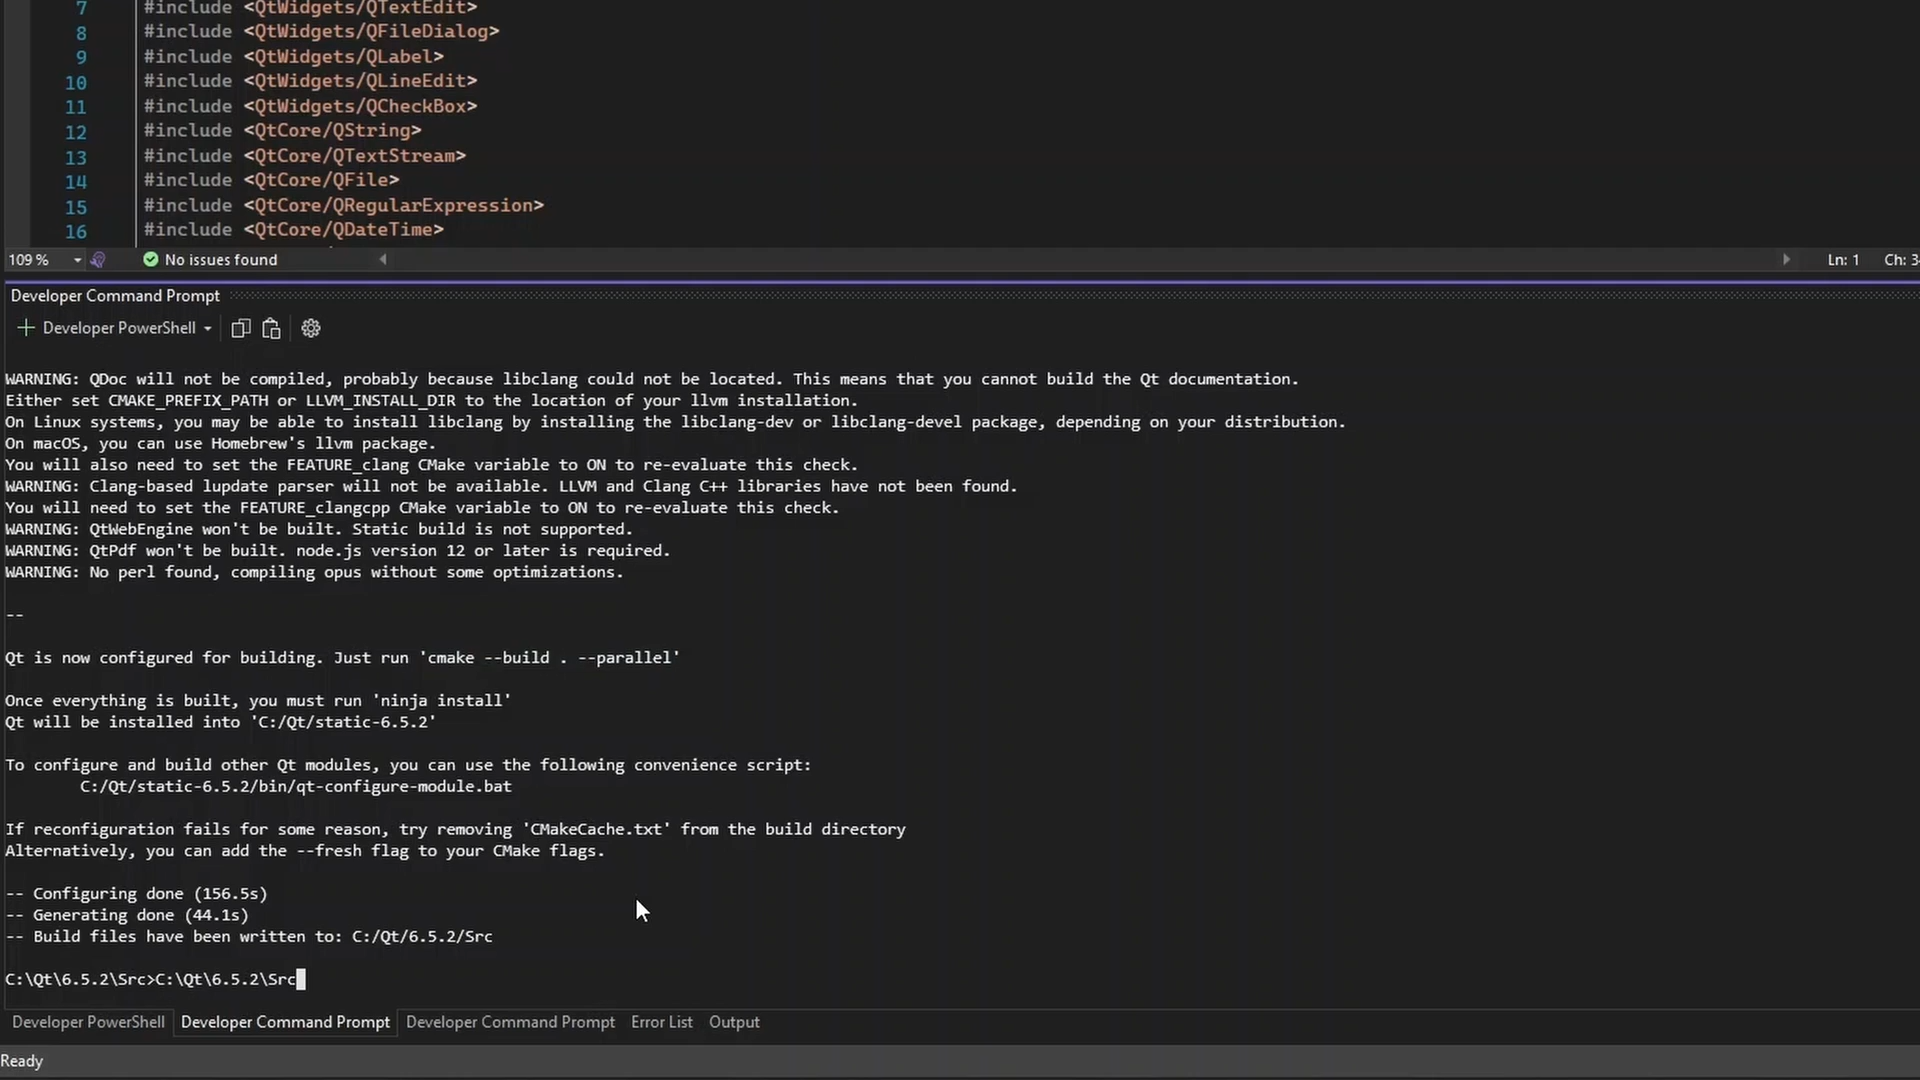 7 #include <QtWidgets/QTextEdit>
8 #include <QtWidgets/QFileDialog>
9 #include <QtWidgets/QLabel>
10 #include <QtWidgets/QLineEdit>
11 #include <QtWidgets/QCheckBox>
12 #include <QtCore/QString>
13 #include <QtCore/QTextStream>
14 #include <QtCore/QFile>
15 #include <QtCore/QRegularExpression>
16 #include <QtCore/QDateTime>
109 % No issues found Ln: 1 Ch: 3
Developer Command Prompt
Developer PowerShell
WARNING: QDoc will not be compiled, probably because libclang could not be located. This means that you cannot build the Qt documentation.
Either set CMAKE_PREFIX_PATH or LLVM_INSTALL_DIR to the location of your llvm installation.
On Linux systems, you may be able to install libclang by installing the libclang-dev or libclang-devel package, depending on your distribution.
On macOS, you can use Homebrew's llvm package.
You will also need to set the FEATURE_clang CMake variable to ON to re-evaluate this check.
WARNING: Clang-based lupdate parser will not be available. LLVM and Clang C++ libraries have not been found.
You will need to set the FEATURE_clangcpp CMake variable to ON to re-evaluate this check.
WARNING: QtWebEngine won't be built. Static build is not supported.
WARNING: QtPdf won't be built. node.js version 12 or later is required.
WARNING: No perl found, compiling opus without some optimizations.
--
Qt is now configured for building. Just run 'cmake --build . --parallel'
Once everything is built, you must run 'ninja install'
Qt will be installed into 'C:/Qt/static-6.5.2'
To configure and build other Qt modules, you can use the following convenience script:
C:/Qt/static-6.5.2/bin/qt-configure-module.bat
If reconfiguration fails for some reason, try removing 'CMakeCache.txt' from the build directory
Alternatively, you can add the --fresh flag to your CMake flags.
-- Configuring done (156.5s)
-- Generating done (44.1s)
-- Build files have been written to: C:/Qt/6.5.2/Src
C:\Qt\6.5.2\Src>C:\Qt\6.5.2\Src
Developer PowerShell Developer Command Prompt Developer Command Prompt Error List Output
Ready